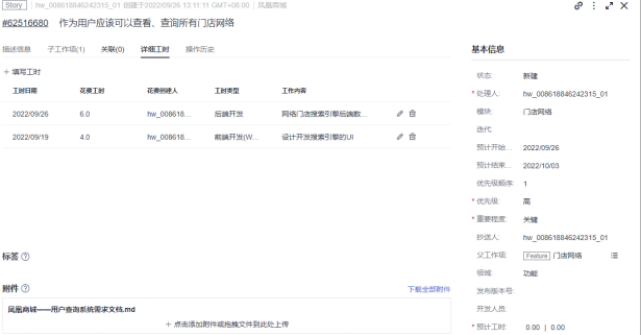 Story hw_008618846242315_01 创建于2022/09/26 13:11:11 GMT+08:00 凤凰商城
#62516680 作为用户应该可以查看、查询所有门店网络
描述信息 子工作项(1) 关联(0) 详细工时 操作历史
+ 填写工时
工时日期 花费工时 花费创建人 工时类型 工作内容
2022/09/26 6.0 hw_008618... 后端开发 网络门店搜索引擎后端数...
2022/09/19 4.0 hw_008618... 前端开发(W... 设计开发搜索引擎的UI
标签
附件 下载全部附件
凤凰商城——用户查询系统需求文档.md
+ 点击添加附件或拖拽文件到此处上传
基本信息
状态: 新建
* 处理人: hw_008618846242315_01
模块: 门店网络
迭代:
预计开始... 2022/09/26
预计结束... 2022/10/03
优先级顺序: 1
* 优先级: 高
* 重要程度: 关键
抄送人: hw_008618846242315_01
父工作项: Feature 门店网络
领域: 功能
发布版本号:
开发人员:
* 预计工时: 0.00 | 0.00